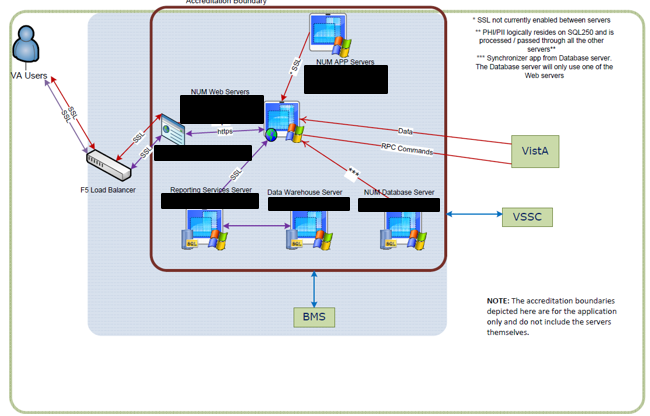 Accreditation Boundary
* SSL not currently enabled between servers
** PHI/PII logically resides on SQL250 and is
processed / passed through all the other
servers**
*** Synchronizer app from Database server.
The Database server will only use one of the
Web servers
* SSL
NUM APP Servers
VA Users
NUM Web Servers
SSL
SSL
SSL
SSL
https
Data
RPC Commands
VistA
F5 Load Balancer
SSL
***
Reporting Services Server
Data Warehouse Server
NUM Database Server
VSSC
SQL
SQL
SQL
NOTE: The accreditation boundaries
depicted here are for the application
only and do not include the servers
themselves.
BMS